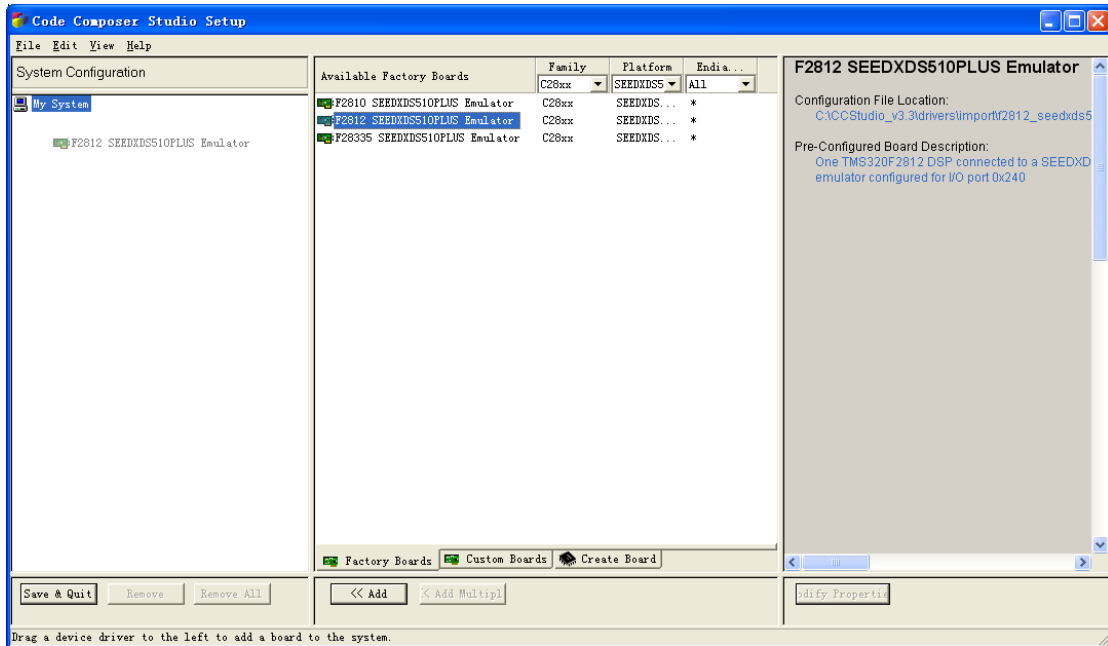 Code Composer Studio Setup
File Edit View Help
System Configuration
My System
F2812 SEEDXDS510PLUS Emulator
Available Factory Boards Family Platform Endia...
C28xx SEEDXDS5 All
F2810 SEEDXDS510PLUS Emulator C28xx SEEDXDS... *
F2812 SEEDXDS510PLUS Emulator C28xx SEEDXDS... *
F28335 SEEDXDS510PLUS Emulator C28xx SEEDXDS... *
Factory Boards Custom Boards Create Board
F2812 SEEDXDS510PLUS Emulator
Configuration File Location:
C:\CCStudio_v3.3\drivers\import\f2812_seedxds5
Pre-Configured Board Description:
One TMS320F2812 DSP connected to a SEEDXD
emulator configured for I/O port 0x240
Save & Quit Remove Remove All << Add < Add Multipl odify Propertie
Drag a device driver to the left to add a board to the system.